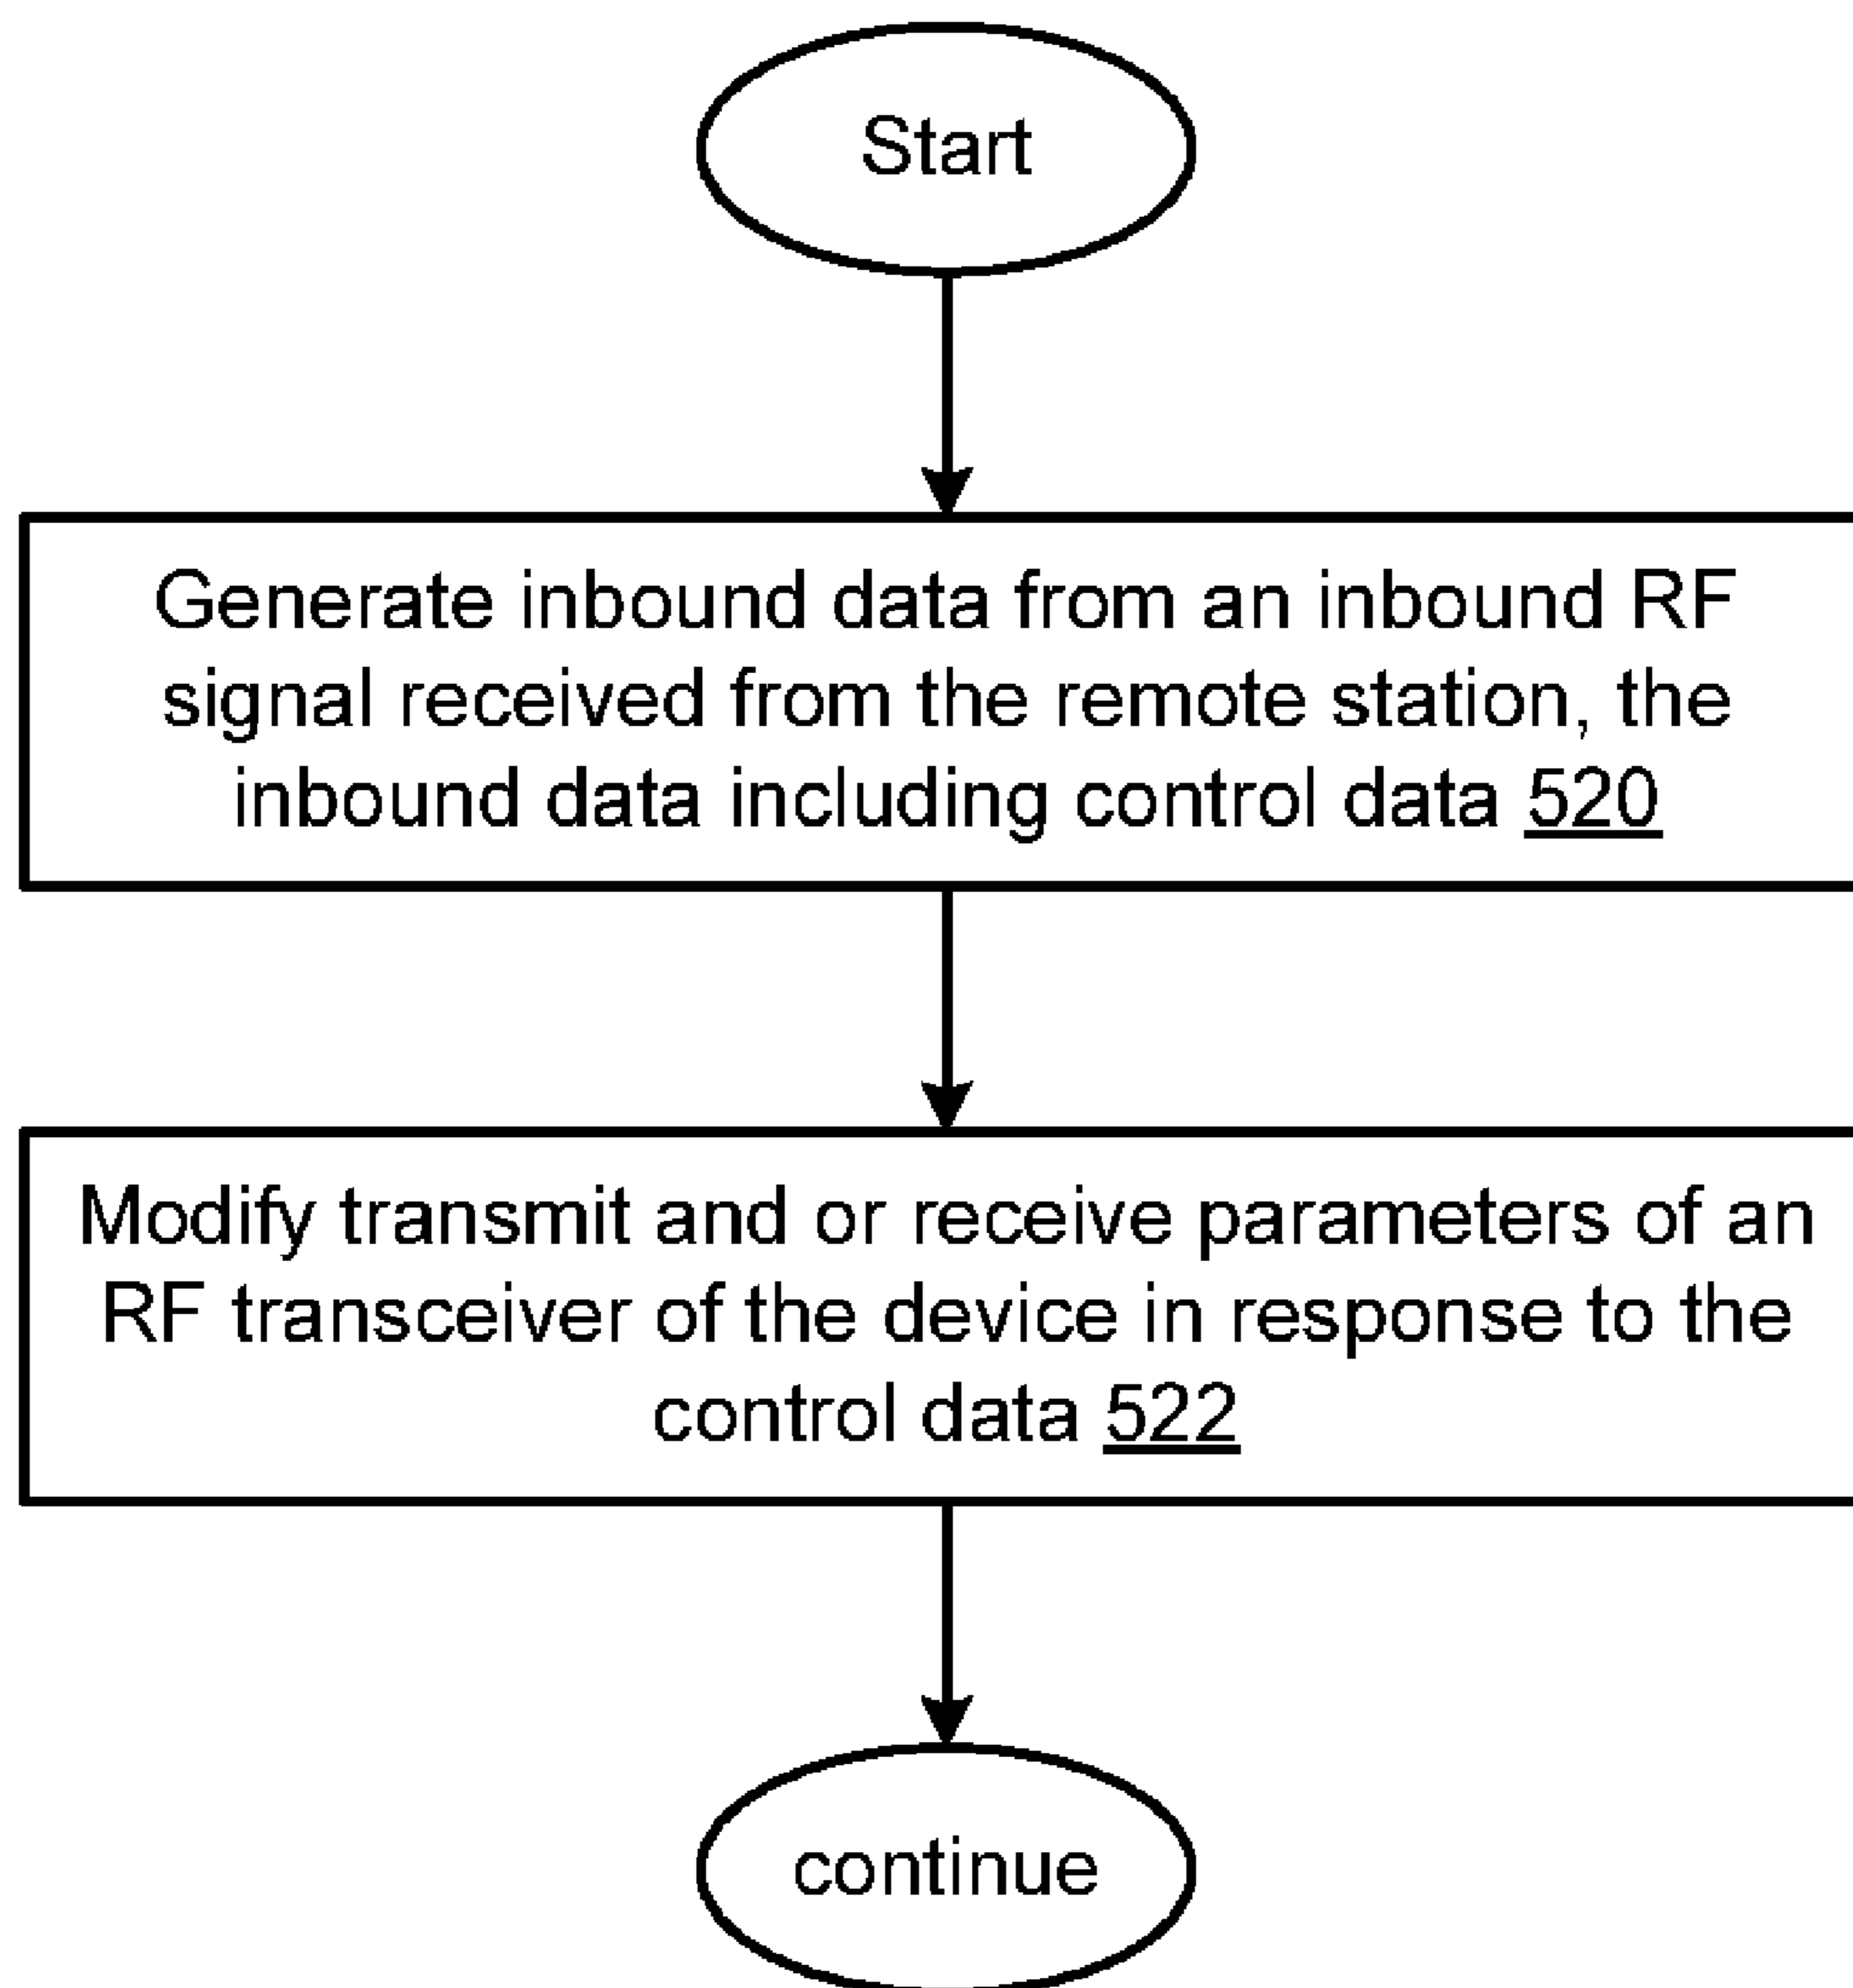 Start
Generate inbound data from an inbound RF
signal received from the remote station, the
inbound data including control data 520
Modify transmit and or receive parameters of an
RF transceiver of the device in response to the
control data 522
continue